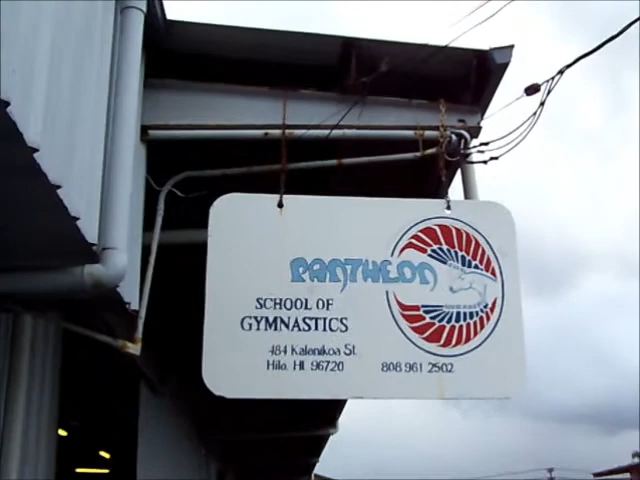 PANTHEON
SCHOOL OF
GYMNASTICS
484 Kalanikoa St.
Hilo, HI 96720
808 961 2502